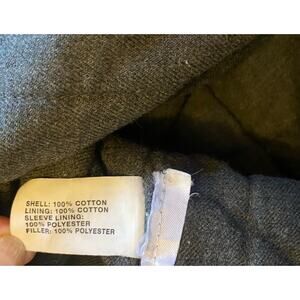 SHELL: 100% COTTON
LINING: 100% COTTON
SLEEVE LINING:
100% POLYESTER
FILLER: 100% POLYESTER